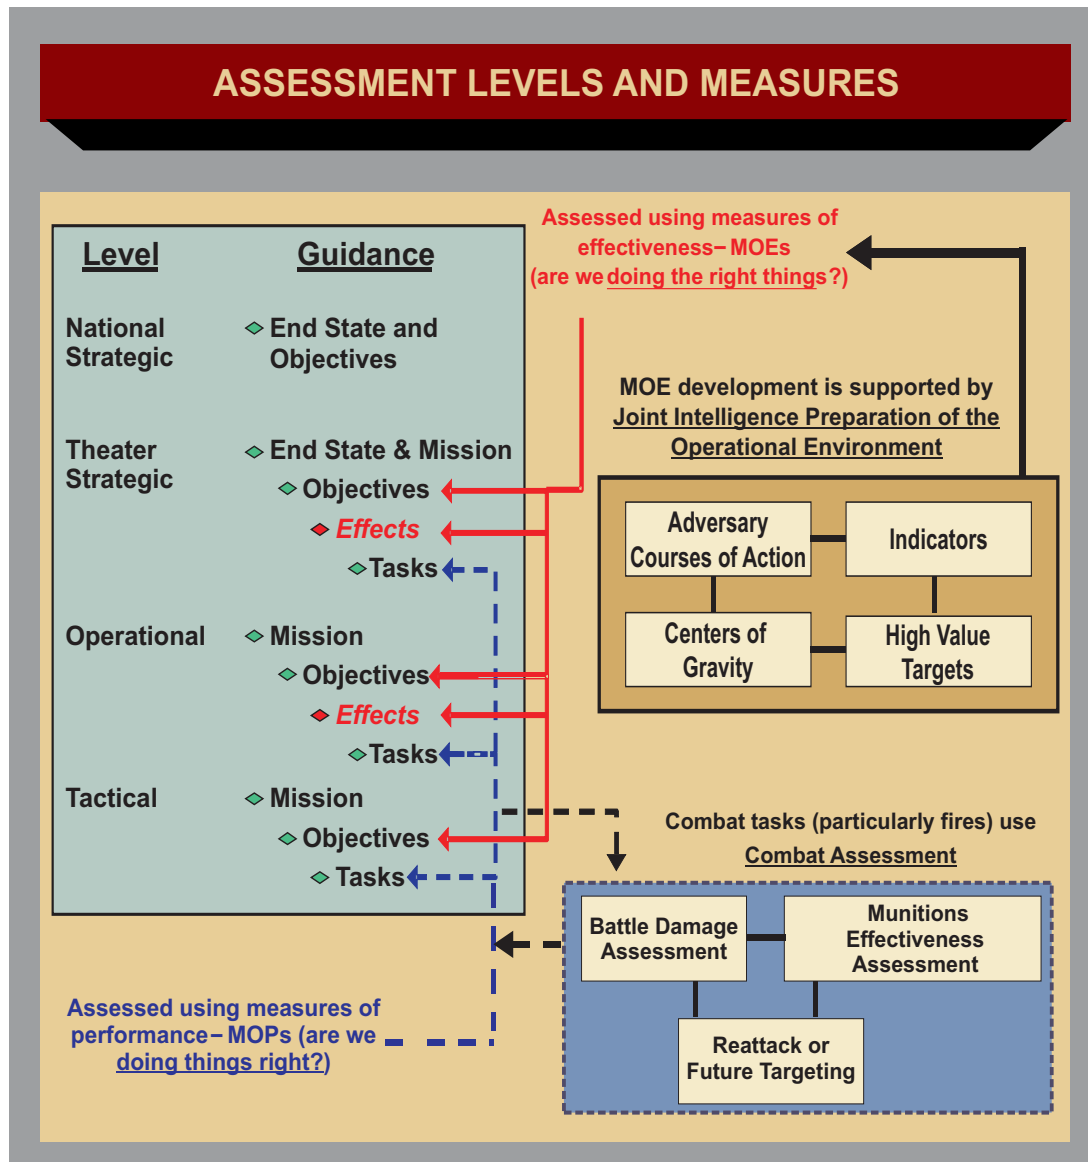 ASSESSMENT LEVELS AND MEASURES
Level Guidance
National
Strategic
End State and
Objectives
Theater
Strategic
End State & Mission
Objectives
Effects
Tasks
Operational
Mission
Objectives
Effects
Tasks
Tactical
Mission
Objectives
Tasks
Assessed using measures of
effectiveness– MOEs
(are we doing the right things?)
MOE development is supported by
Joint Intelligence Preparation of the
Operational Environment
Adversary
Courses of Action
Indicators
Centers of
Gravity
High Value
Targets
Combat tasks (particularly fires) use
Combat Assessment
Battle Damage
Assessment
Munitions
Effectiveness
Assessment
Reattack or
Future Targeting
Assessed using measures of
performance– MOPs (are we
doing things right?)